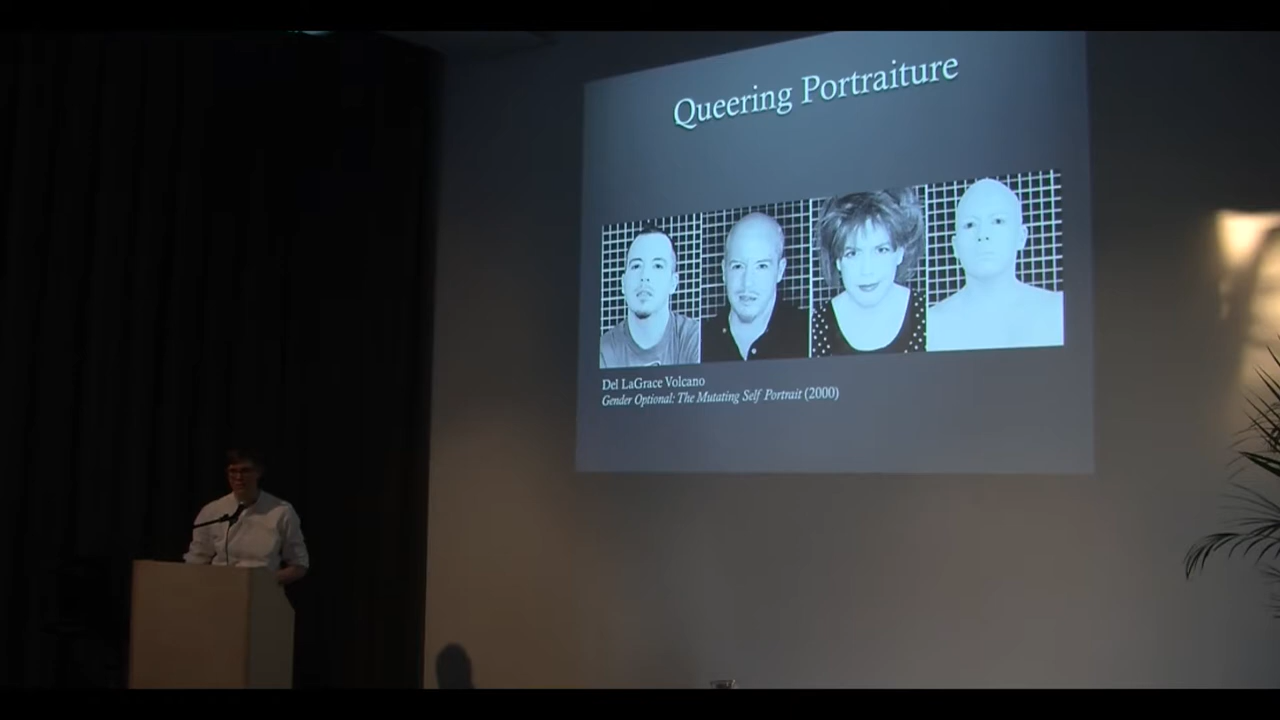 Queering Portraiture
Del LaGrace Volcano
Gender Optional: The Mutating Self Portrait (2000)